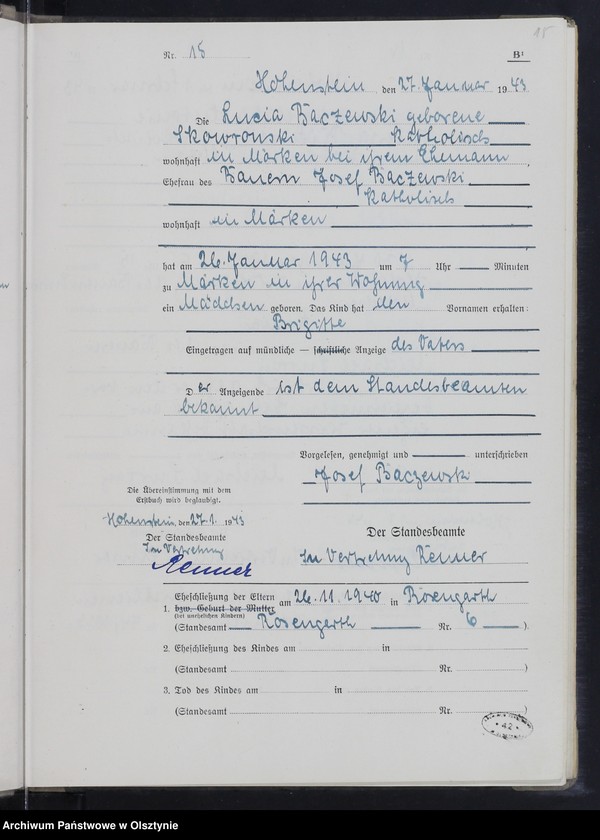 18
Nr. 18 B¹
Hohenstein, den 27. Januar 1943
Die Lucia Baczewski geborene
Skowronski Katholisch
wohnhaft in Mörken bei ihrem Ehemann
Ehefrau des Bauern Josef Baczewski
Katholisch
wohnhaft in Mörken
hat am 26. Januar 1943 um 7 Uhr Minuten
zu Mörken in ihrer Wohnung
ein Mädchen geboren. Das Kind hat den Vornamen erhalten:
Brigitte
Eingetragen auf mündliche — schriftliche Anzeige des Vaters
Der Anzeigende ist dem Standesbeamten
bekannt
Vorgelesen, genehmigt und unterschrieben
Josef Baczewski
Die Übereinstimmung mit dem
Erstbuch wird beglaubigt.
Hohenstein, den 27.1. 1943
Der Standesbeamte
In Vertretung
Renner
Der Standesbeamte
In Vertretung Renner
Eheschließung der Eltern am 26.11.1940 in Rosengarth
1. bzw. Geburt der Mutter
(bei unehelichen Kindern)
(Standesamt Rosengarth Nr. 6 )
2. Eheschließung des Kindes am in
(Standesamt Nr. )
3. Tod des Kindes am in
(Standesamt Nr. )
42
Archiwum Państwowe w Olsztynie